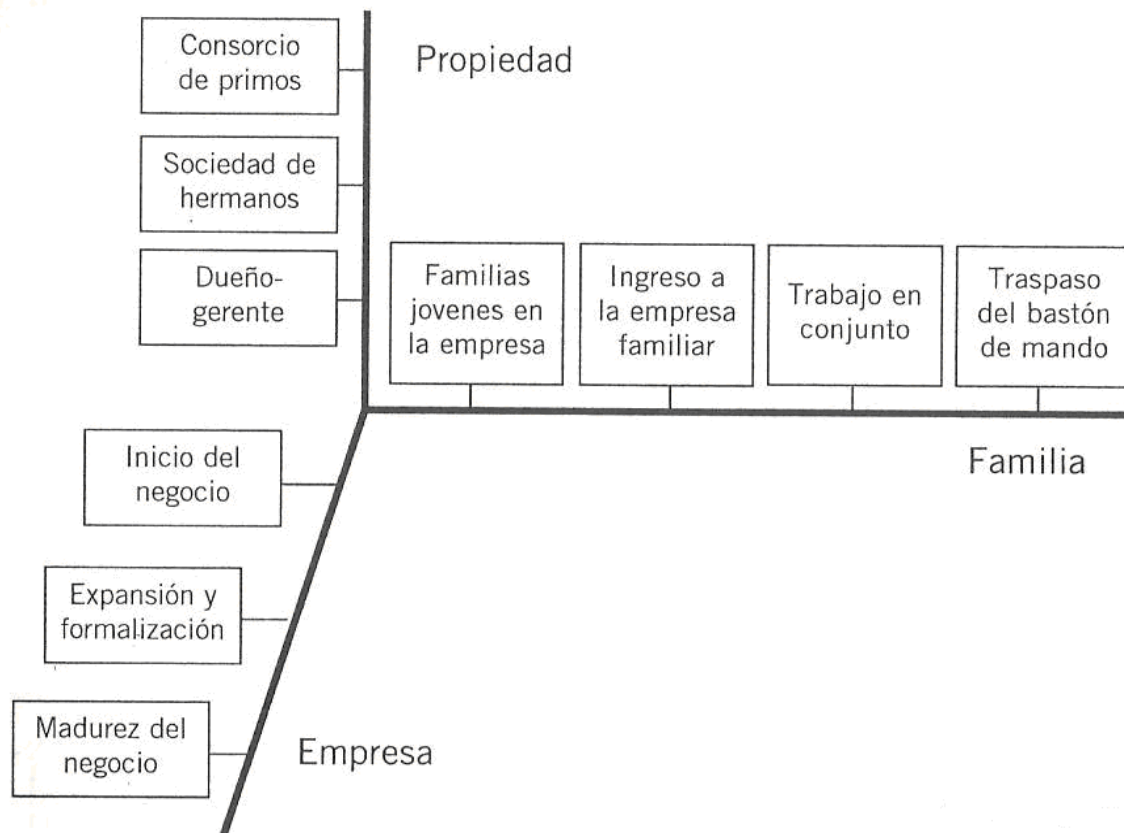 Consorcio
de primos
Propiedad
Sociedad de
hermanos
Dueño-
gerente
Familias
jovenes en
la empresa
Ingreso a
la empresa
familiar
Trabajo en
conjunto
Traspaso
del bastón
de mando
Familia
Inicio del
negocio
Expansión y
formalización
Madurez del
negocio
Empresa